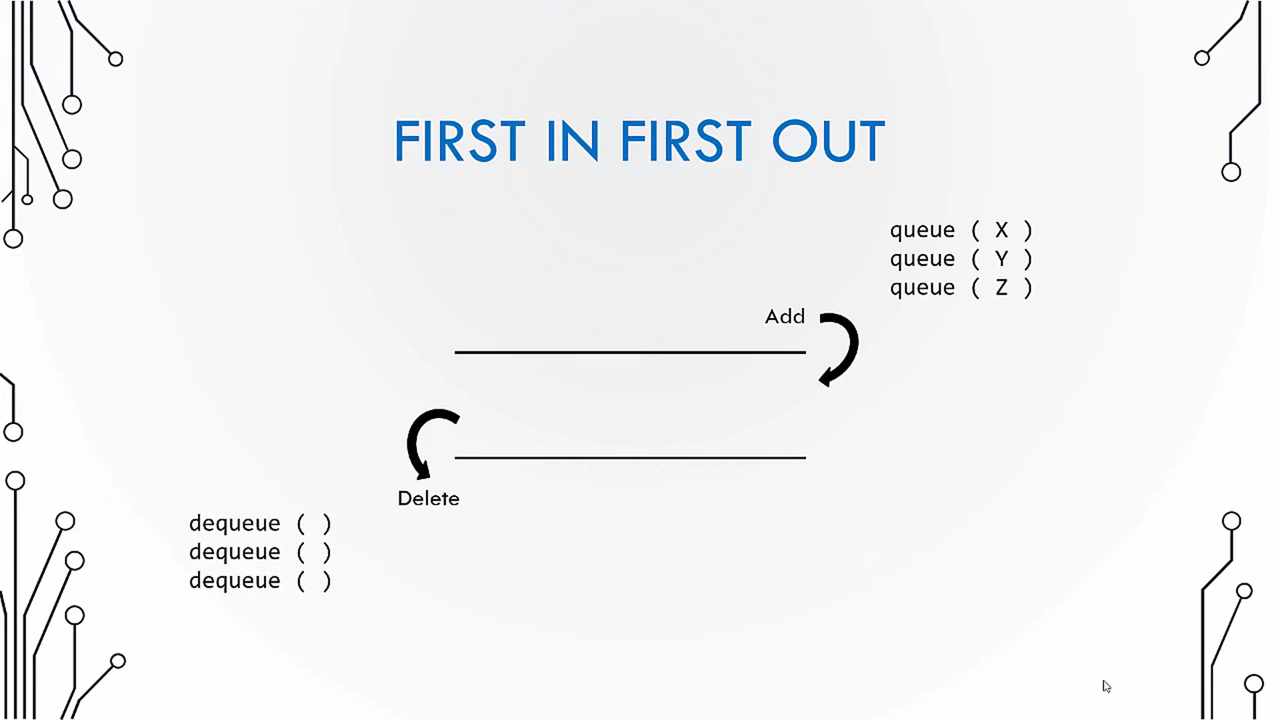 FIRST IN FIRST OUT
queue ( X )
queue ( Y )
queue ( Z )
Add
Delete
dequeue ( )
dequeue ( )
dequeue ( )